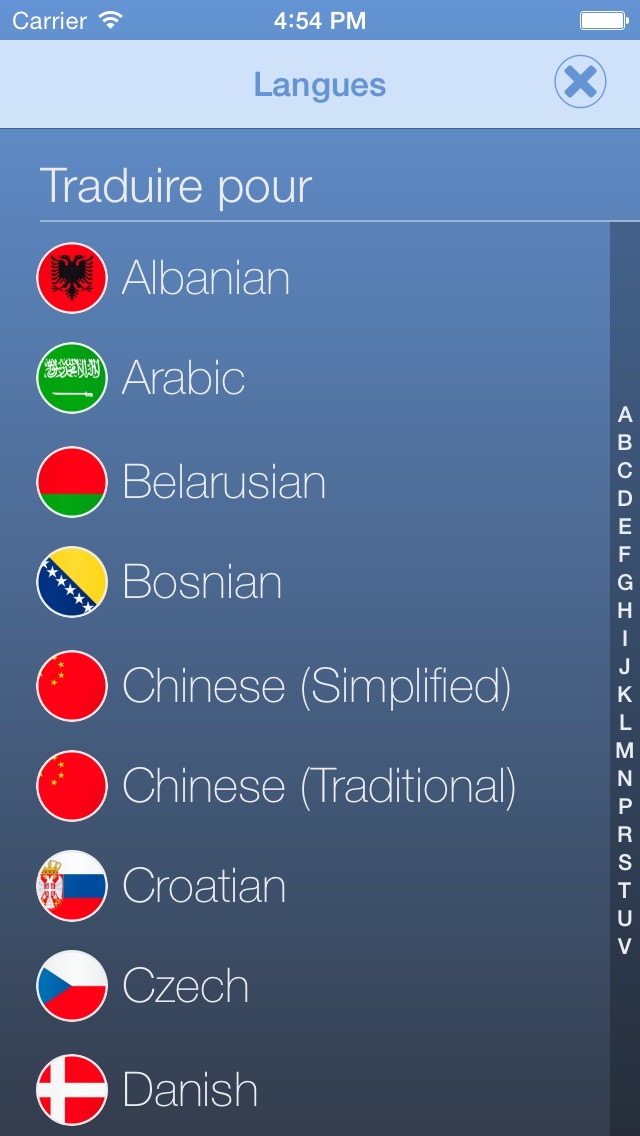 Carrier 4:54 PM
Langues
Traduire pour
Albanian
Arabic
Belarusian
Bosnian
Chinese (Simplified)
Chinese (Traditional)
Croatian
Czech
Danish
A
B
C
D
E
F
G
H
I
J
K
L
M
N
P
R
S
T
U
V